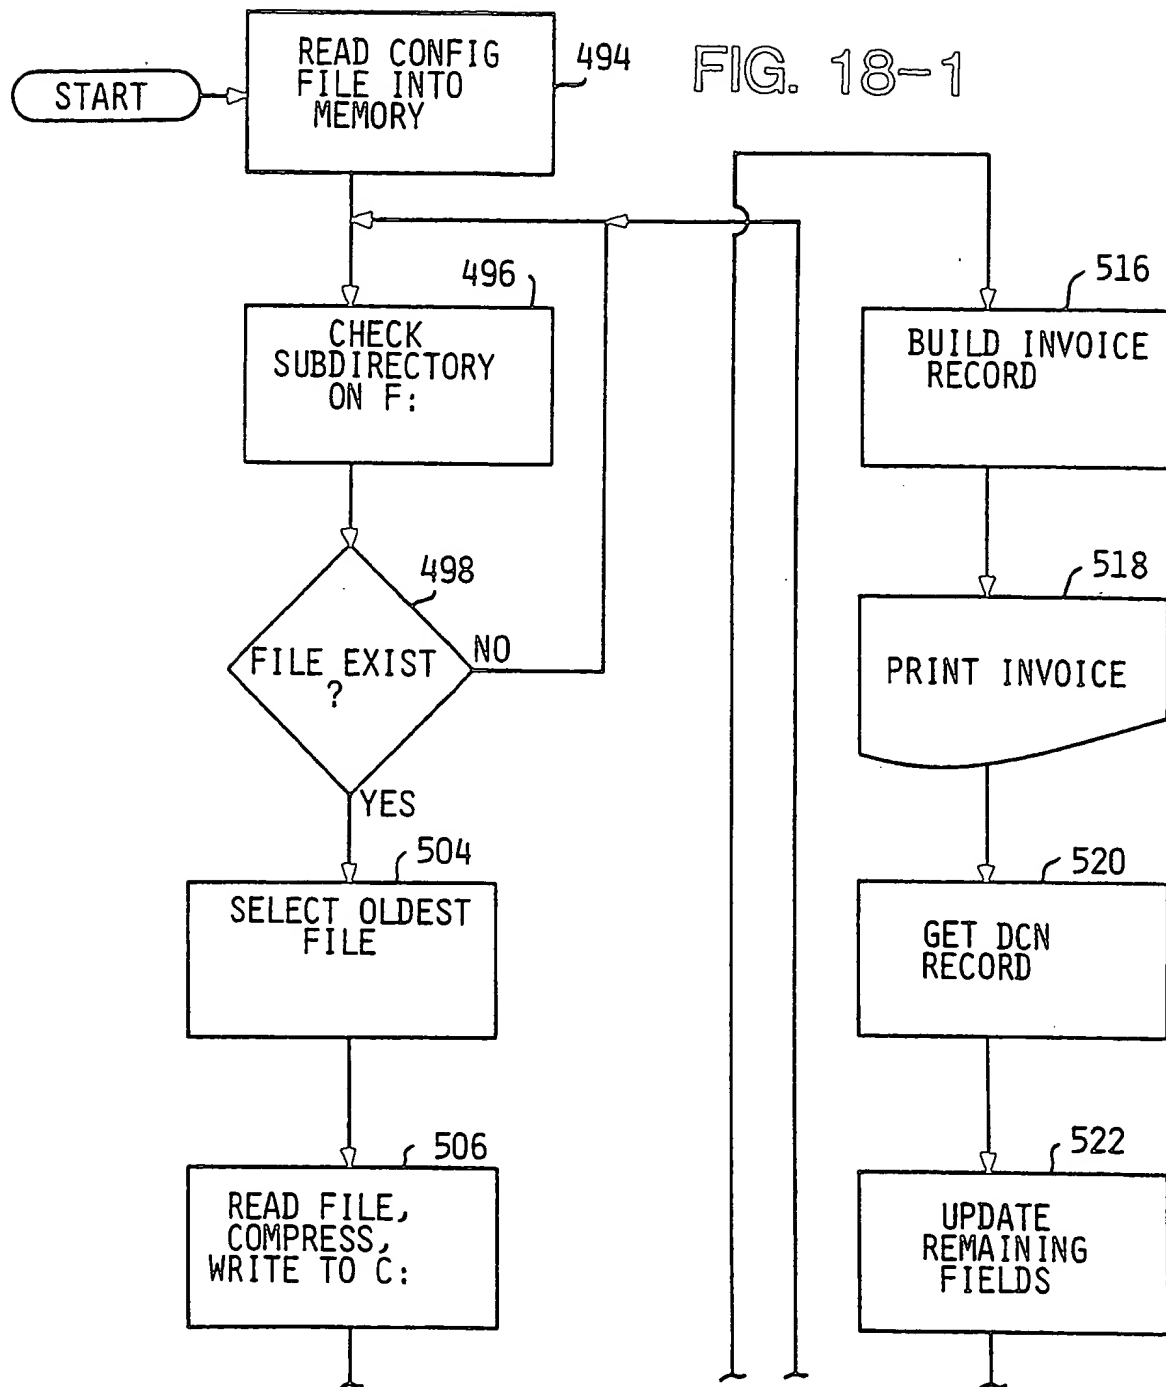 FIG. 18-1
START
READ CONFIG
FILE INTO
MEMORY
494
496
CHECK
SUBDIRECTORY
ON F:
498
FILE EXIST
?
NO
YES
504
SELECT OLDEST
FILE
506
READ FILE,
COMPRESS,
WRITE TO C:
516
BUILD INVOICE
RECORD
518
PRINT INVOICE
520
GET DCN
RECORD
522
UPDATE
REMAINING
FIELDS